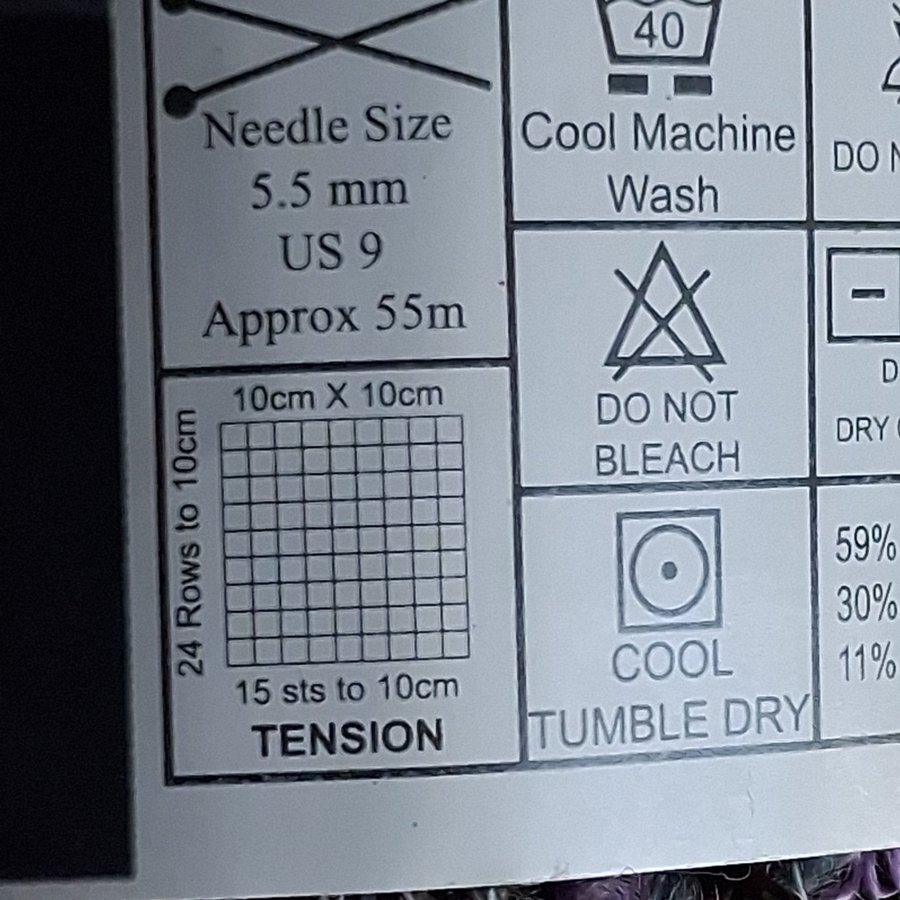 Needle Size
5.5 mm
US 9
Approx 55m
10cm X 10cm
24 Rows to 10cm
15 sts to 10cm
TENSION
40
Cool Machine
Wash
DO NOT
BLEACH
COOL
TUMBLE DRY
DO
DRY
59%
30%
11%